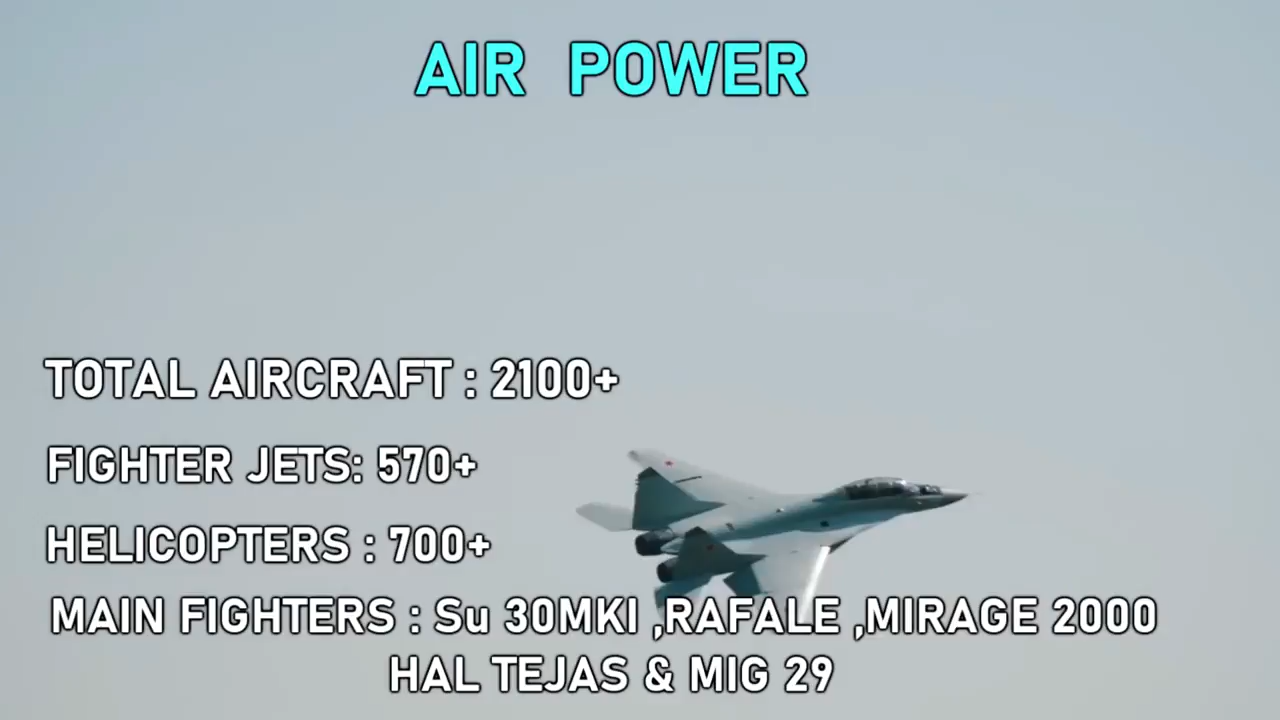 AIR POWER
TOTAL AIRCRAFT : 2100+
FIGHTER JETS: 570+
HELICOPTERS : 700+
MAIN FIGHTERS : Su 30MKI ,RAFALE ,MIRAGE 2000
HAL TEJAS & MIG 29